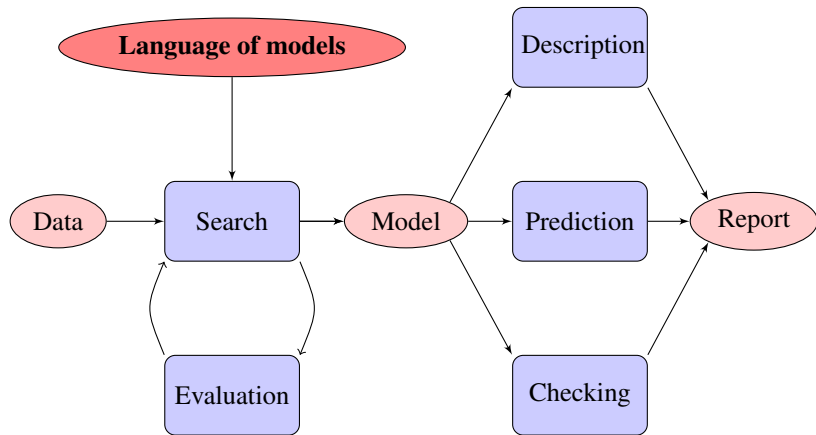 Language of models
Description
Data
Search
Model
Prediction
Report
Evaluation
Checking